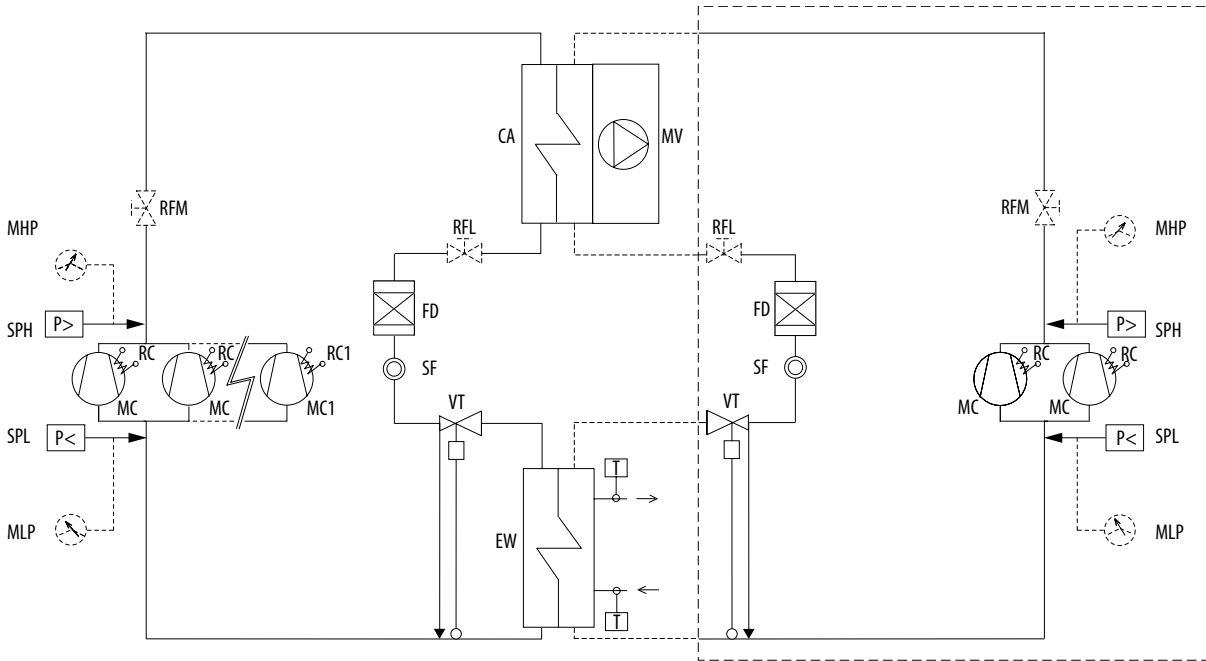 CA
MV
RFM
RFM
MHP
MHP
RFL
RFL
FD
FD
SPH
P>
P>
SPH
RC
RC
RC1
RC
RC
SF
SF
MC
MC
MC1
MC
MC
VT
VT
SPL
P<
P<
SPL
T
MLP
MLP
EW
T